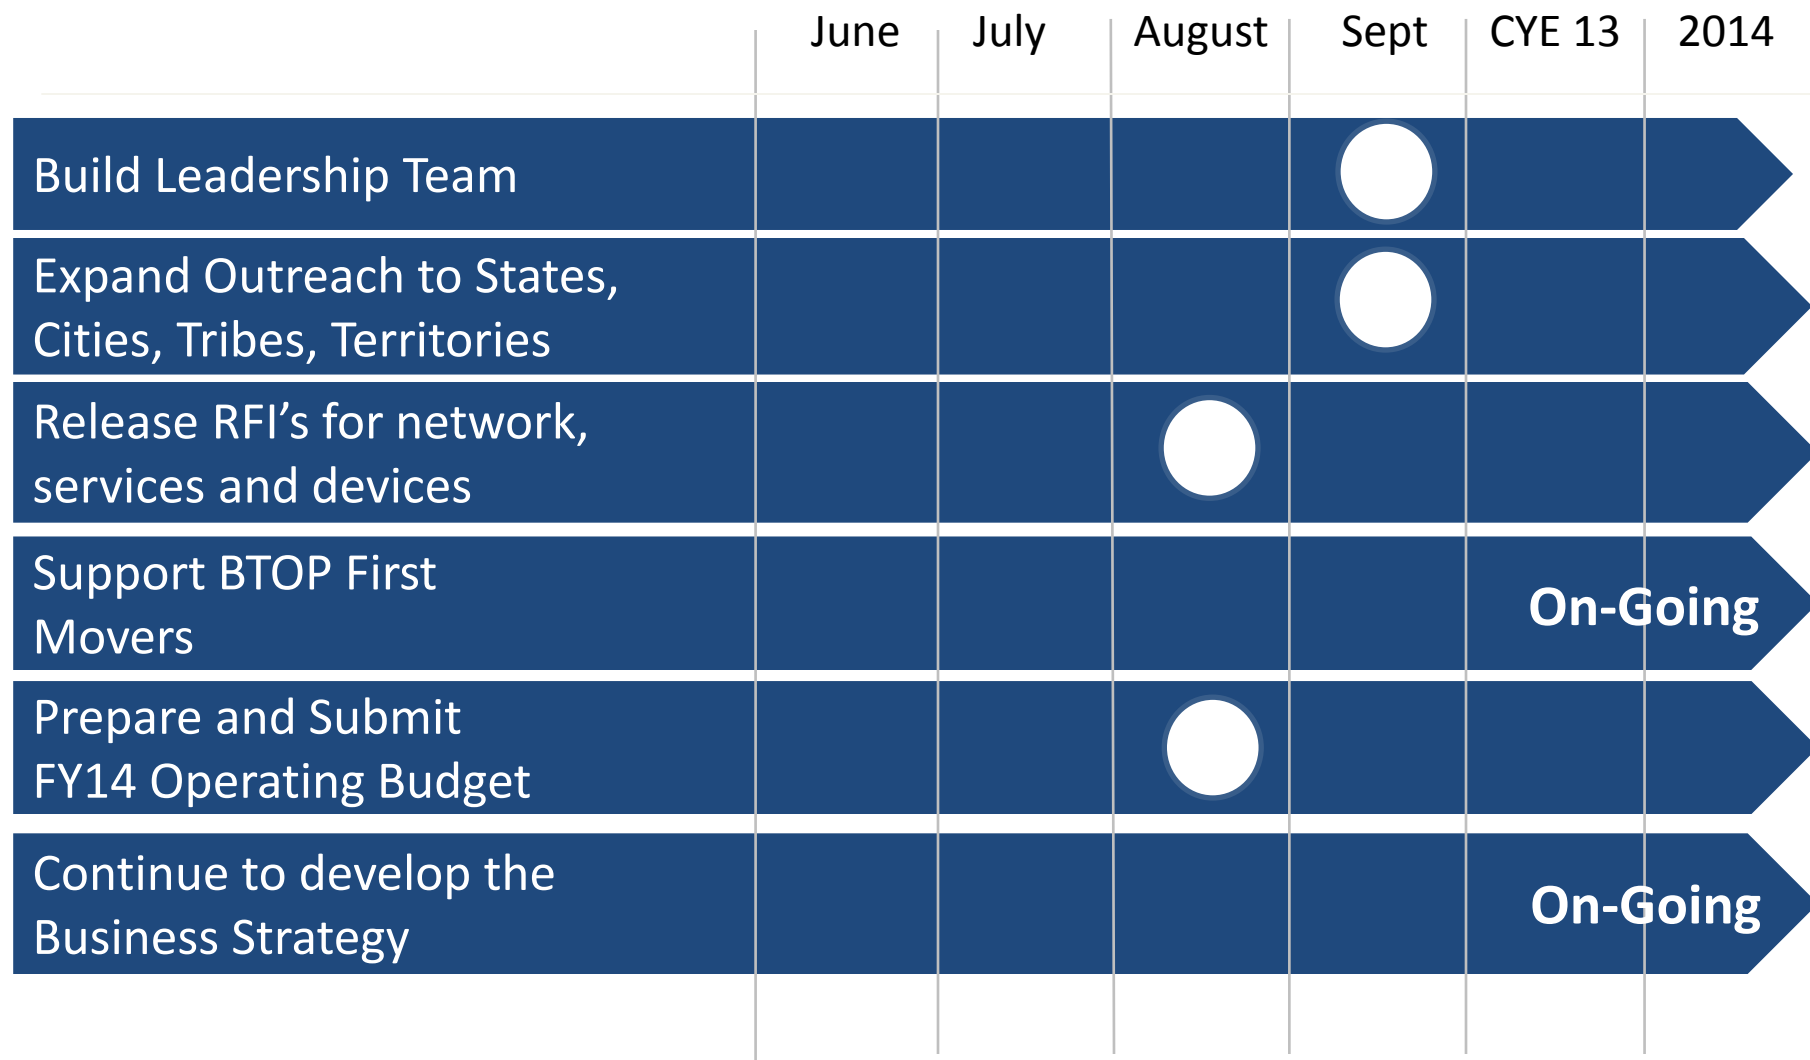 June July August Sept CYE 13 2014
Build Leadership Team
Expand Outreach to States,
Cities, Tribes, Territories
Release RFI’s for network,
services and devices
Support BTOP First
Movers
On-Going
Prepare and Submit
FY14 Operating Budget
Continue to develop the
Business Strategy
On-Going